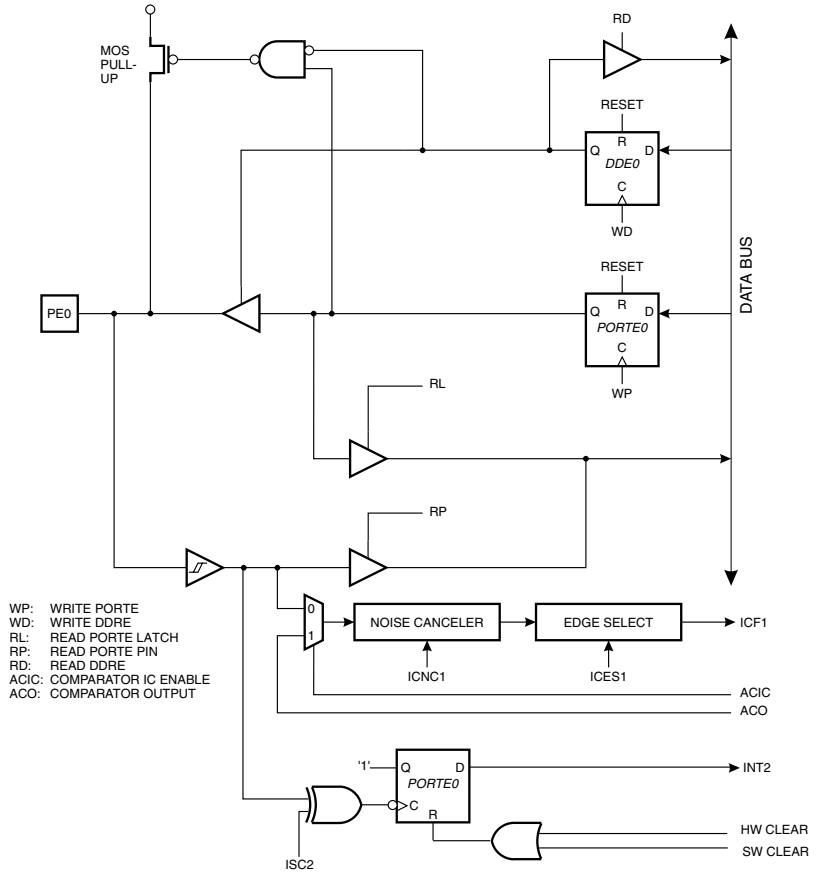 RD
MOS
PULL-
UP
RESET
R
Q
D
DDE0
C
WD
DATA BUS
RESET
R
Q
D
PORTE0
C
WP
PE0
RL
RP
WP: WRITE PORTE
WD: WRITE DDRE
RL: READ PORTE LATCH
RP: READ PORTE PIN
RD: READ DDRE
ACIC: COMPARATOR IC ENABLE
ACO: COMPARATOR OUTPUT
0
1
NOISE CANCELER
EDGE SELECT
ICF1
ICNC1
ICES1
ACIC
ACO
'1'
Q
D
INT2
PORTE0
C
R
HW CLEAR
SW CLEAR
ISC2